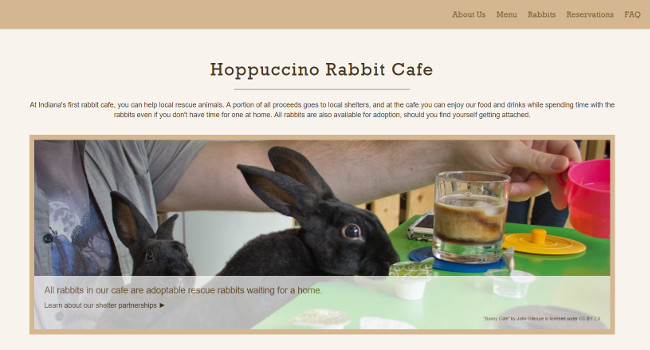 About Us Menu Rabbits Reservations FAQ
Hoppuccino Rabbit Cafe
At Indiana's first rabbit cafe, you can help local rescue animals. A portion of all proceeds goes to local shelters, and at the cafe you can enjoy our food and drinks while spending time with the
rabbits even if you don't have time for one at home. All rabbits are also available for adoption, should you find yourself getting attached.
All rabbits in our cafe are adoptable rescue rabbits waiting for a home.
Learn about our shelter partnerships ►
"Bunny Cafe" by John Gillespie is licensed under CC BY 2.0